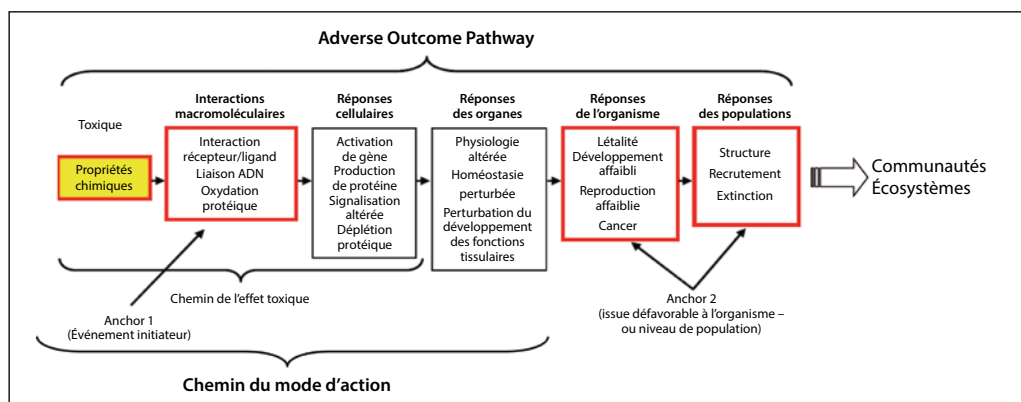 Adverse Outcome Pathway
Toxique
Propriétés
chimiques
Interactions
macromoléculaires
Interaction
récepteur/ligand
Liaison ADN
Oxydation
protéique
Réponses
cellulaires
Activation
de gène
Production
de protéine
Signalisation
altérée
Déplétion
protéique
Réponses
des organes
Physiologie
altérée
Homéostasie
perturbée
Perturbation du
développement
des fonctions
tissulaires
Réponses
de l'organisme
Létalité
Développement
affaibli
Reproduction
affaiblie
Cancer
Réponses
des populations
Structure
Recrutement
Extinction
Communautés
Écosystèmes
Chemin de l'effet toxique
Anchor 1
(Événement initiateur)
Anchor 2
(issue défavorable à l'organisme –
ou niveau de population)
Chemin du mode d'action